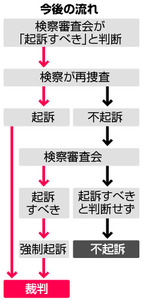 今後の流れ
検察審査会が
「起訴すべき」と判断
検察が再捜査
起訴
不起訴
検察審査会
起訴
すべき
起訴すべき
と判断せず
強制起訴
不起訴
裁判